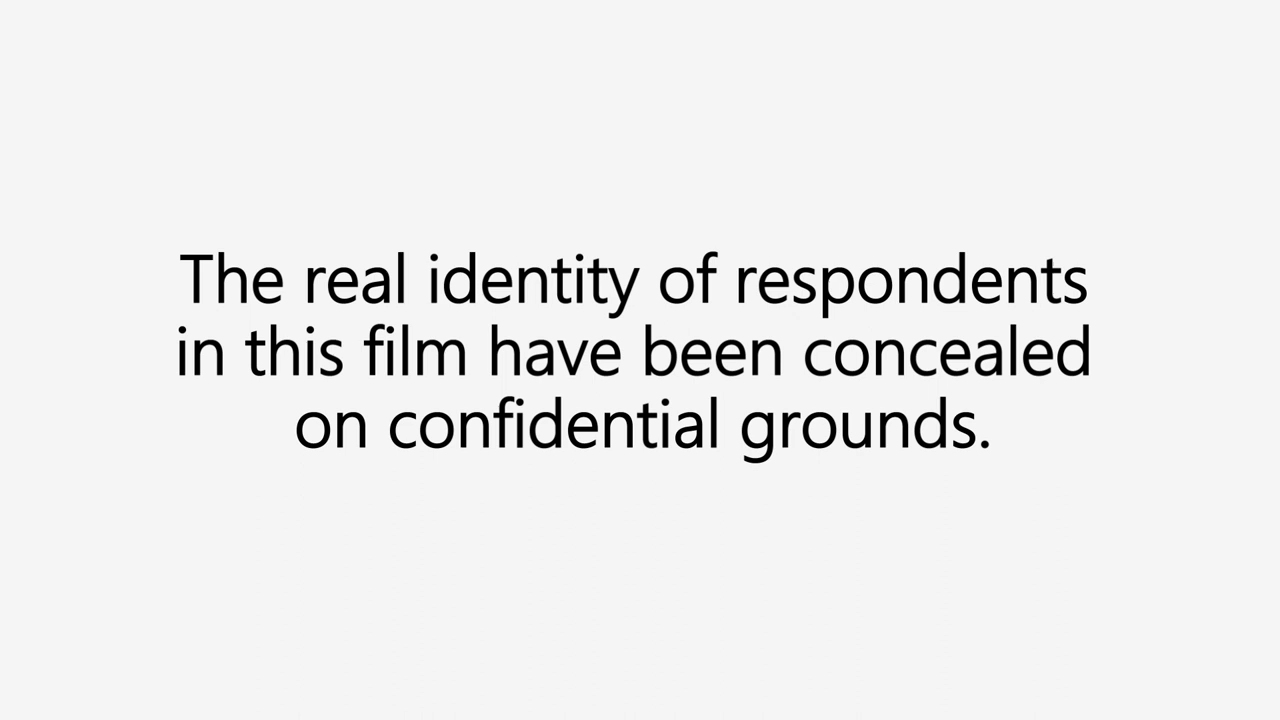 The real identity of respondents
in this film have been concealed
on confidential grounds.